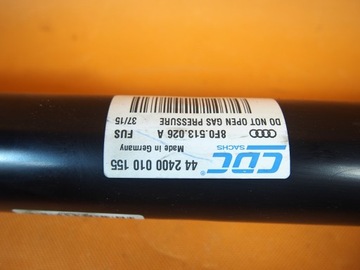 CDC
SACHS
44 2400 010 155
Made in Germany
8F0.513.026 A FUS
DO NOT OPEN GAS PRESSURE 37/15